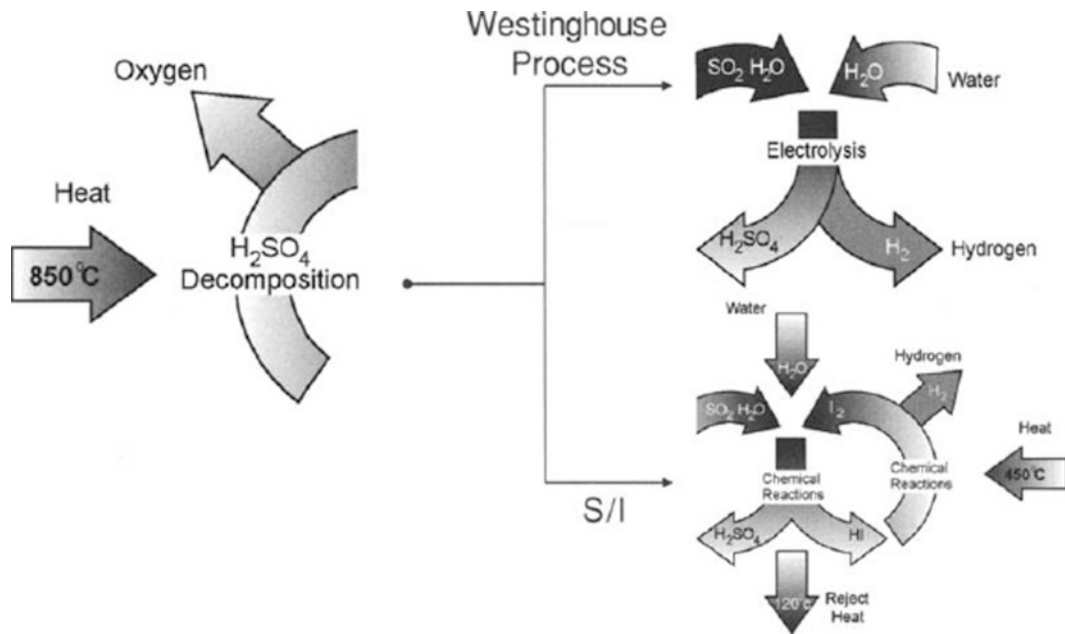 Oxygen
Heat
850°C
H₂SO₄
Decomposition
Westinghouse
Process
SO₂ H₂O
H₂O
Water
Electrolysis
H₂SO₄
H₂
Hydrogen
Water
H₂O
SO₂ H₂O
I₂
Hydrogen
H₂
Heat
450°C
Chemical
Reactions
Chemical
Reactions
S/I
H₂SO₄
HI
120°c
Reject
Heat